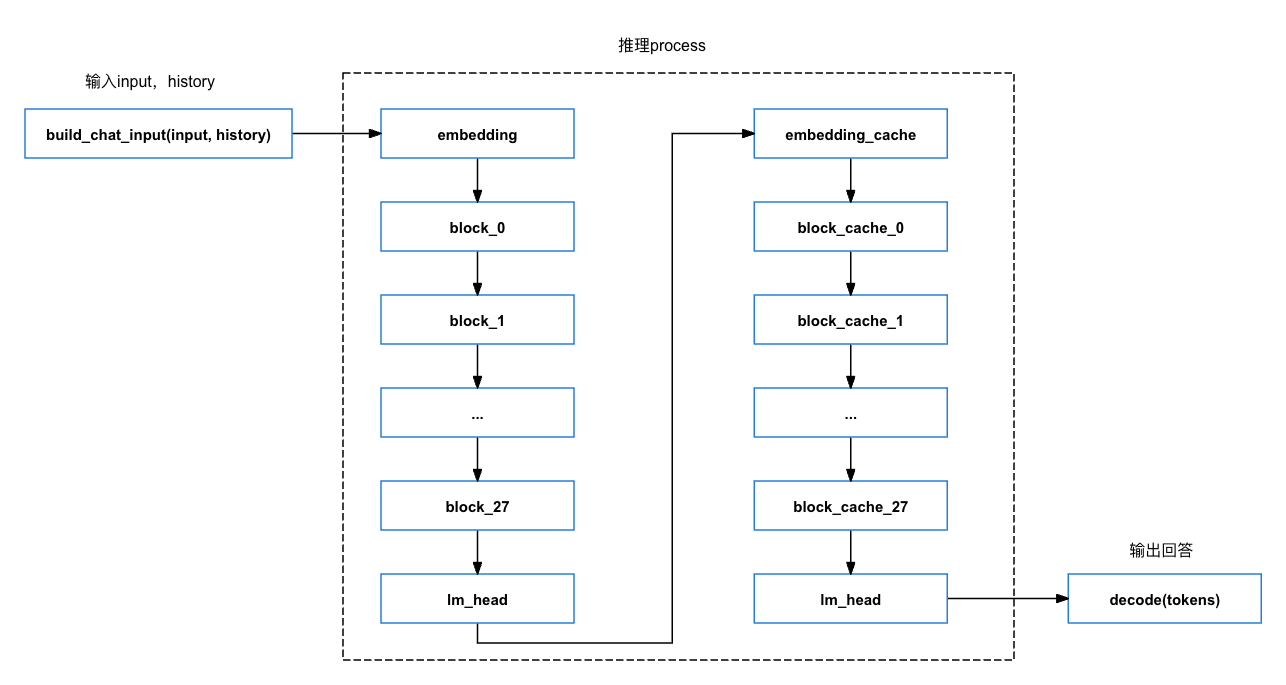 推理process
输入input，history
build_chat_input(input, history)
embedding
block_0
block_1
...
block_27
lm_head
embedding_cache
block_cache_0
block_cache_1
...
block_cache_27
lm_head
输出回答
decode(tokens)